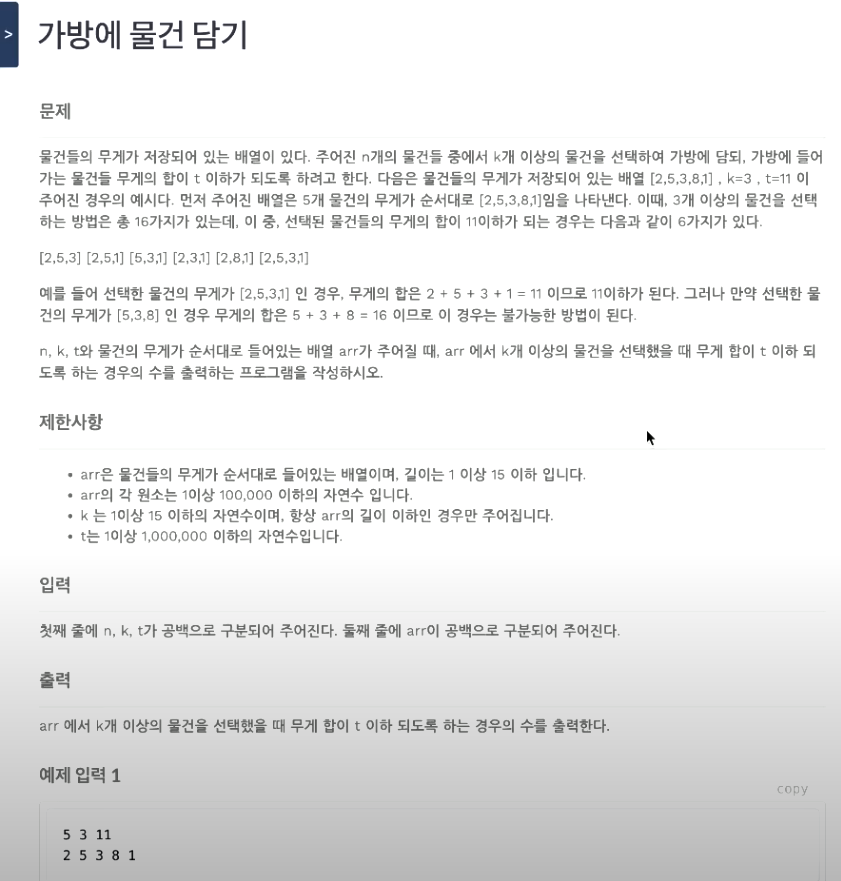 >
가방에 물건 담기
문제
물건들의 무게가 저장되어 있는 배열이 있다. 주어진 n개의 물건들 중에서 k개 이상의 물건을 선택하여 가방에 담되, 가방에 들어
가는 물건들 무게의 합이 t 이하가 되도록 하려고 한다. 다음은 물건들의 무게가 저장되어 있는 배열 [2,5,3,8,1] , k=3 , t=11 이
주어진 경우의 예시다. 먼저 주어진 배열은 5개 물건의 무게가 순서대로 [2,5,3,8,1]임을 나타낸다. 이때, 3개 이상의 물건을 선택
하는 방법은 총 16가지가 있는데, 이 중, 선택된 물건들의 무게의 합이 11이하가 되는 경우는 다음과 같이 6가지가 있다.
[2,5,3] [2,5,1] [5,3,1] [2,3,1] [2,8,1] [2,5,3,1]
예를 들어 선택한 물건의 무게가 [2,5,3,1] 인 경우, 무게의 합은 2 + 5 + 3 + 1 = 11 이므로 11이하가 된다. 그러나 만약 선택한 물
건의 무게가 [5,3,8] 인 경우 무게의 합은 5 + 3 + 8 = 16 이므로 이 경우는 불가능한 방법이 된다.
n, k, t와 물건의 무게가 순서대로 들어있는 배열 arr가 주어질 때, arr 에서 k개 이상의 물건을 선택했을 때 무게 합이 t 이하 되
도록 하는 경우의 수를 출력하는 프로그램을 작성하시오.
제한사항
• arr은 물건들의 무게가 순서대로 들어있는 배열이며, 길이는 1 이상 15 이하 입니다.
• arr의 각 원소는 1이상 100,000 이하의 자연수 입니다.
• k 는 1이상 15 이하의 자연수이며, 항상 arr의 길이 이하인 경우만 주어집니다.
• t는 1이상 1,000,000 이하의 자연수입니다.
입력
첫째 줄에 n, k, t가 공백으로 구분되어 주어진다. 둘째 줄에 arr이 공백으로 구분되어 주어진다.
출력
arr 에서 k개 이상의 물건을 선택했을 때 무게 합이 t 이하 되도록 하는 경우의 수를 출력한다.
예제 입력 1
copy
5 3 11
2 5 3 8 1